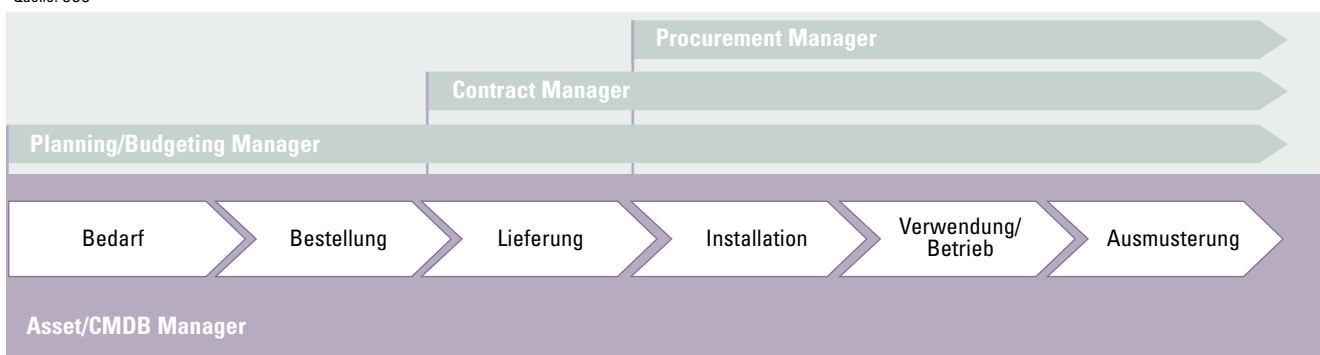 Procurement Manager
Contract Manager
Planning/Budgeting Manager
Bedarf
Bestellung
Lieferung
Installation
Verwendung/
Betrieb
Ausmusterung
Asset/CMDB Manager